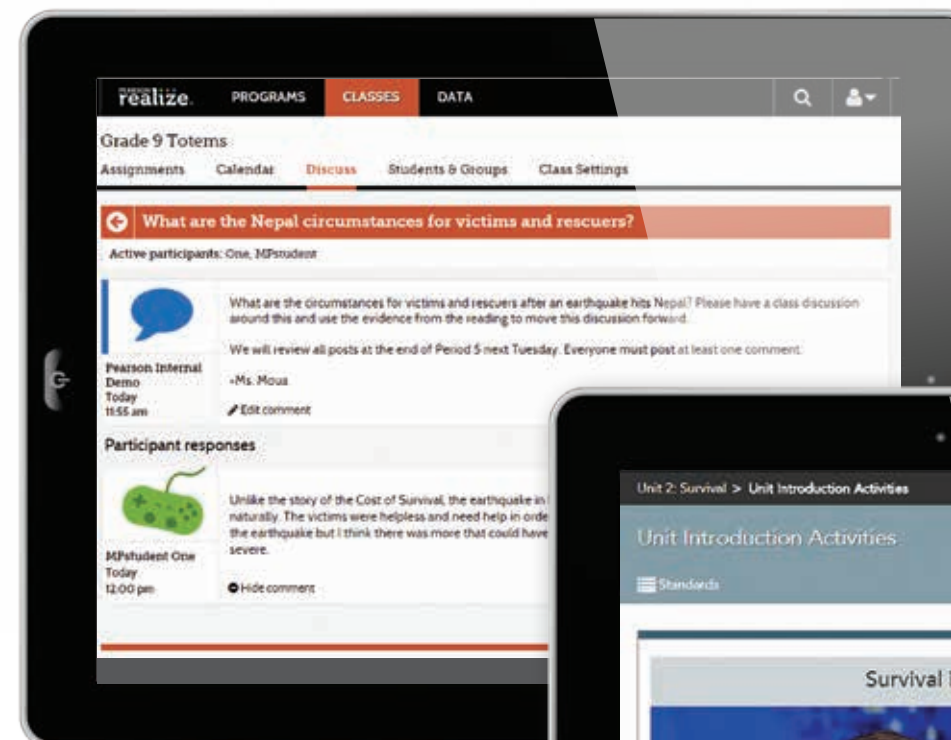 PEARSON
realize.
PROGRAMS
CLASSES
DATA
Grade 9 Totems
Assignments
Calendar
Discuss
Students & Groups
Class Settings
What are the Nepal circumstances for victims and rescuers?
Active participants: One, MPstudent
What are the circumstances for victims and rescuers after an earthquake hits Nepal? Please have a class discussion
around this and use the evidence from the reading to move this discussion forward.
We will review all posts at the end of Period 5 next Tuesday. Everyone must post at least one comment.
Pearson Internal
Demo
Today
11:55 am
-Ms. Moua
Edit comment
Participant responses
Unlike the story of the Cost of Survival, the earthquake in
naturally. The victims were helpless and need help in orde
the earthquake but I think there was more that could have
severe.
MPstudent One
Today
12:00 pm
Hide comment
Unit 2: Survival > Unit Introduction Activities
Unit Introduction Activities
Standards
Survival